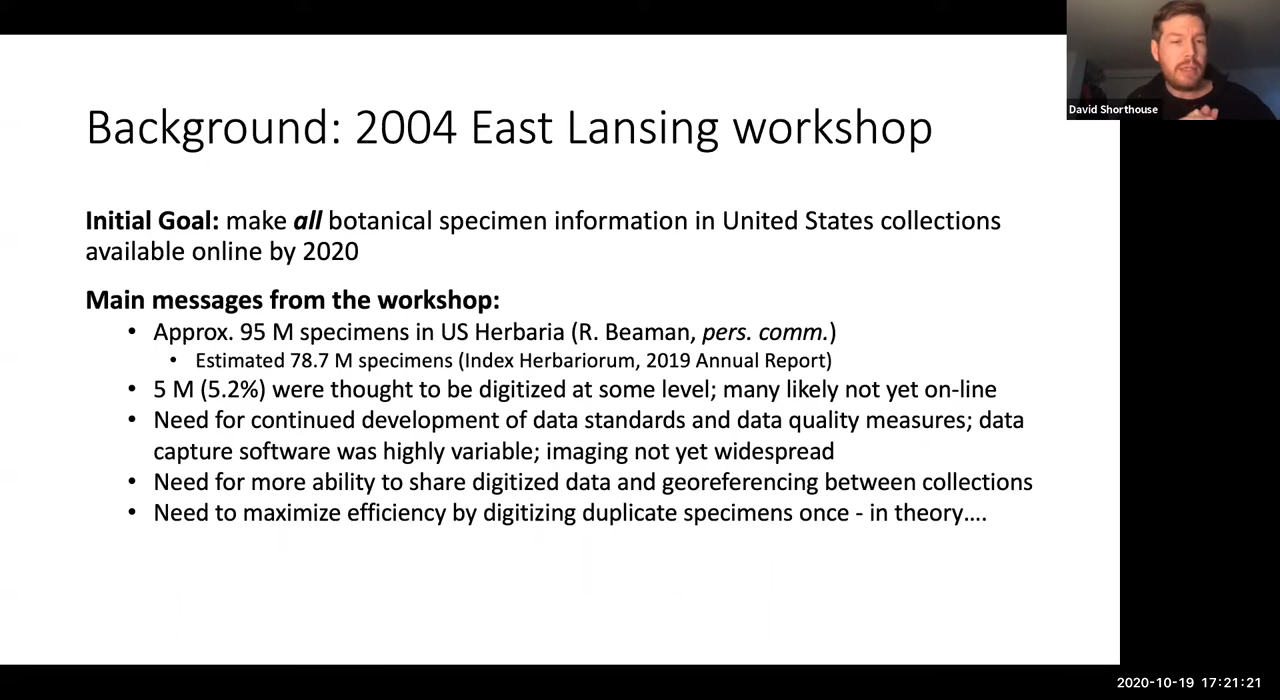 David Shorthouse
Background: 2004 East Lansing workshop
Initial Goal: make all botanical specimen information in United States collections
available online by 2020
Main messages from the workshop:
• Approx. 95 M specimens in US Herbaria (R. Beaman, pers. comm.)
• Estimated 78.7 M specimens (Index Herbariorum, 2019 Annual Report)
• 5 M (5.2%) were thought to be digitized at some level; many likely not yet on-line
• Need for continued development of data standards and data quality measures; data
capture software was highly variable; imaging not yet widespread
• Need for more ability to share digitized data and georeferencing between collections
• Need to maximize efficiency by digitizing duplicate specimens once - in theory….
2020-10-19 17:21:21